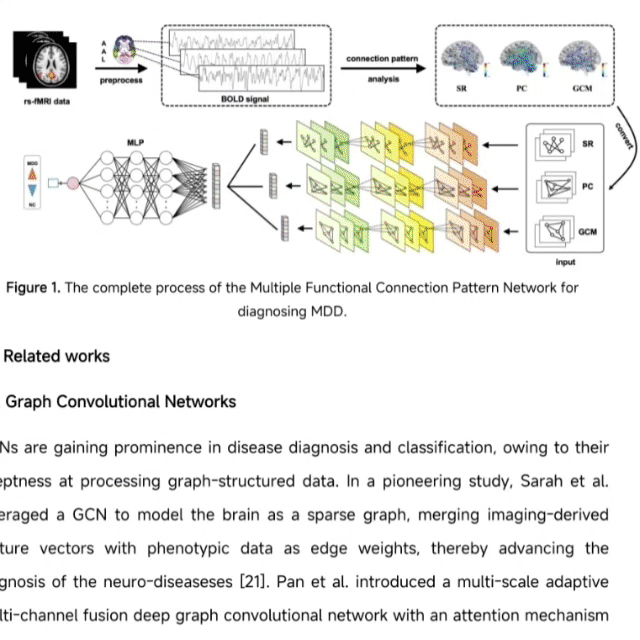 rs-fMRI data
A
A
L
preprocess
BOLD signal
connection pattern
analysis
SR
PC
GCM
convert
MLP
MDD
NC
SR
PC
GCM
input
Figure 1. The complete process of the Multiple Functional Connection Pattern Network for
diagnosing MDD.
Related works
Graph Convolutional Networks
Ns are gaining prominence in disease diagnosis and classification, owing to their
eptness at processing graph-structured data. In a pioneering study, Sarah et al.
eraged a GCN to model the brain as a sparse graph, merging imaging-derived
ture vectors with phenotypic data as edge weights, thereby advancing the
gnosis of the neuro-diseaseses [21]. Pan et al. introduced a multi-scale adaptive
lti-channel fusion deep graph convolutional network with an attention mechanism